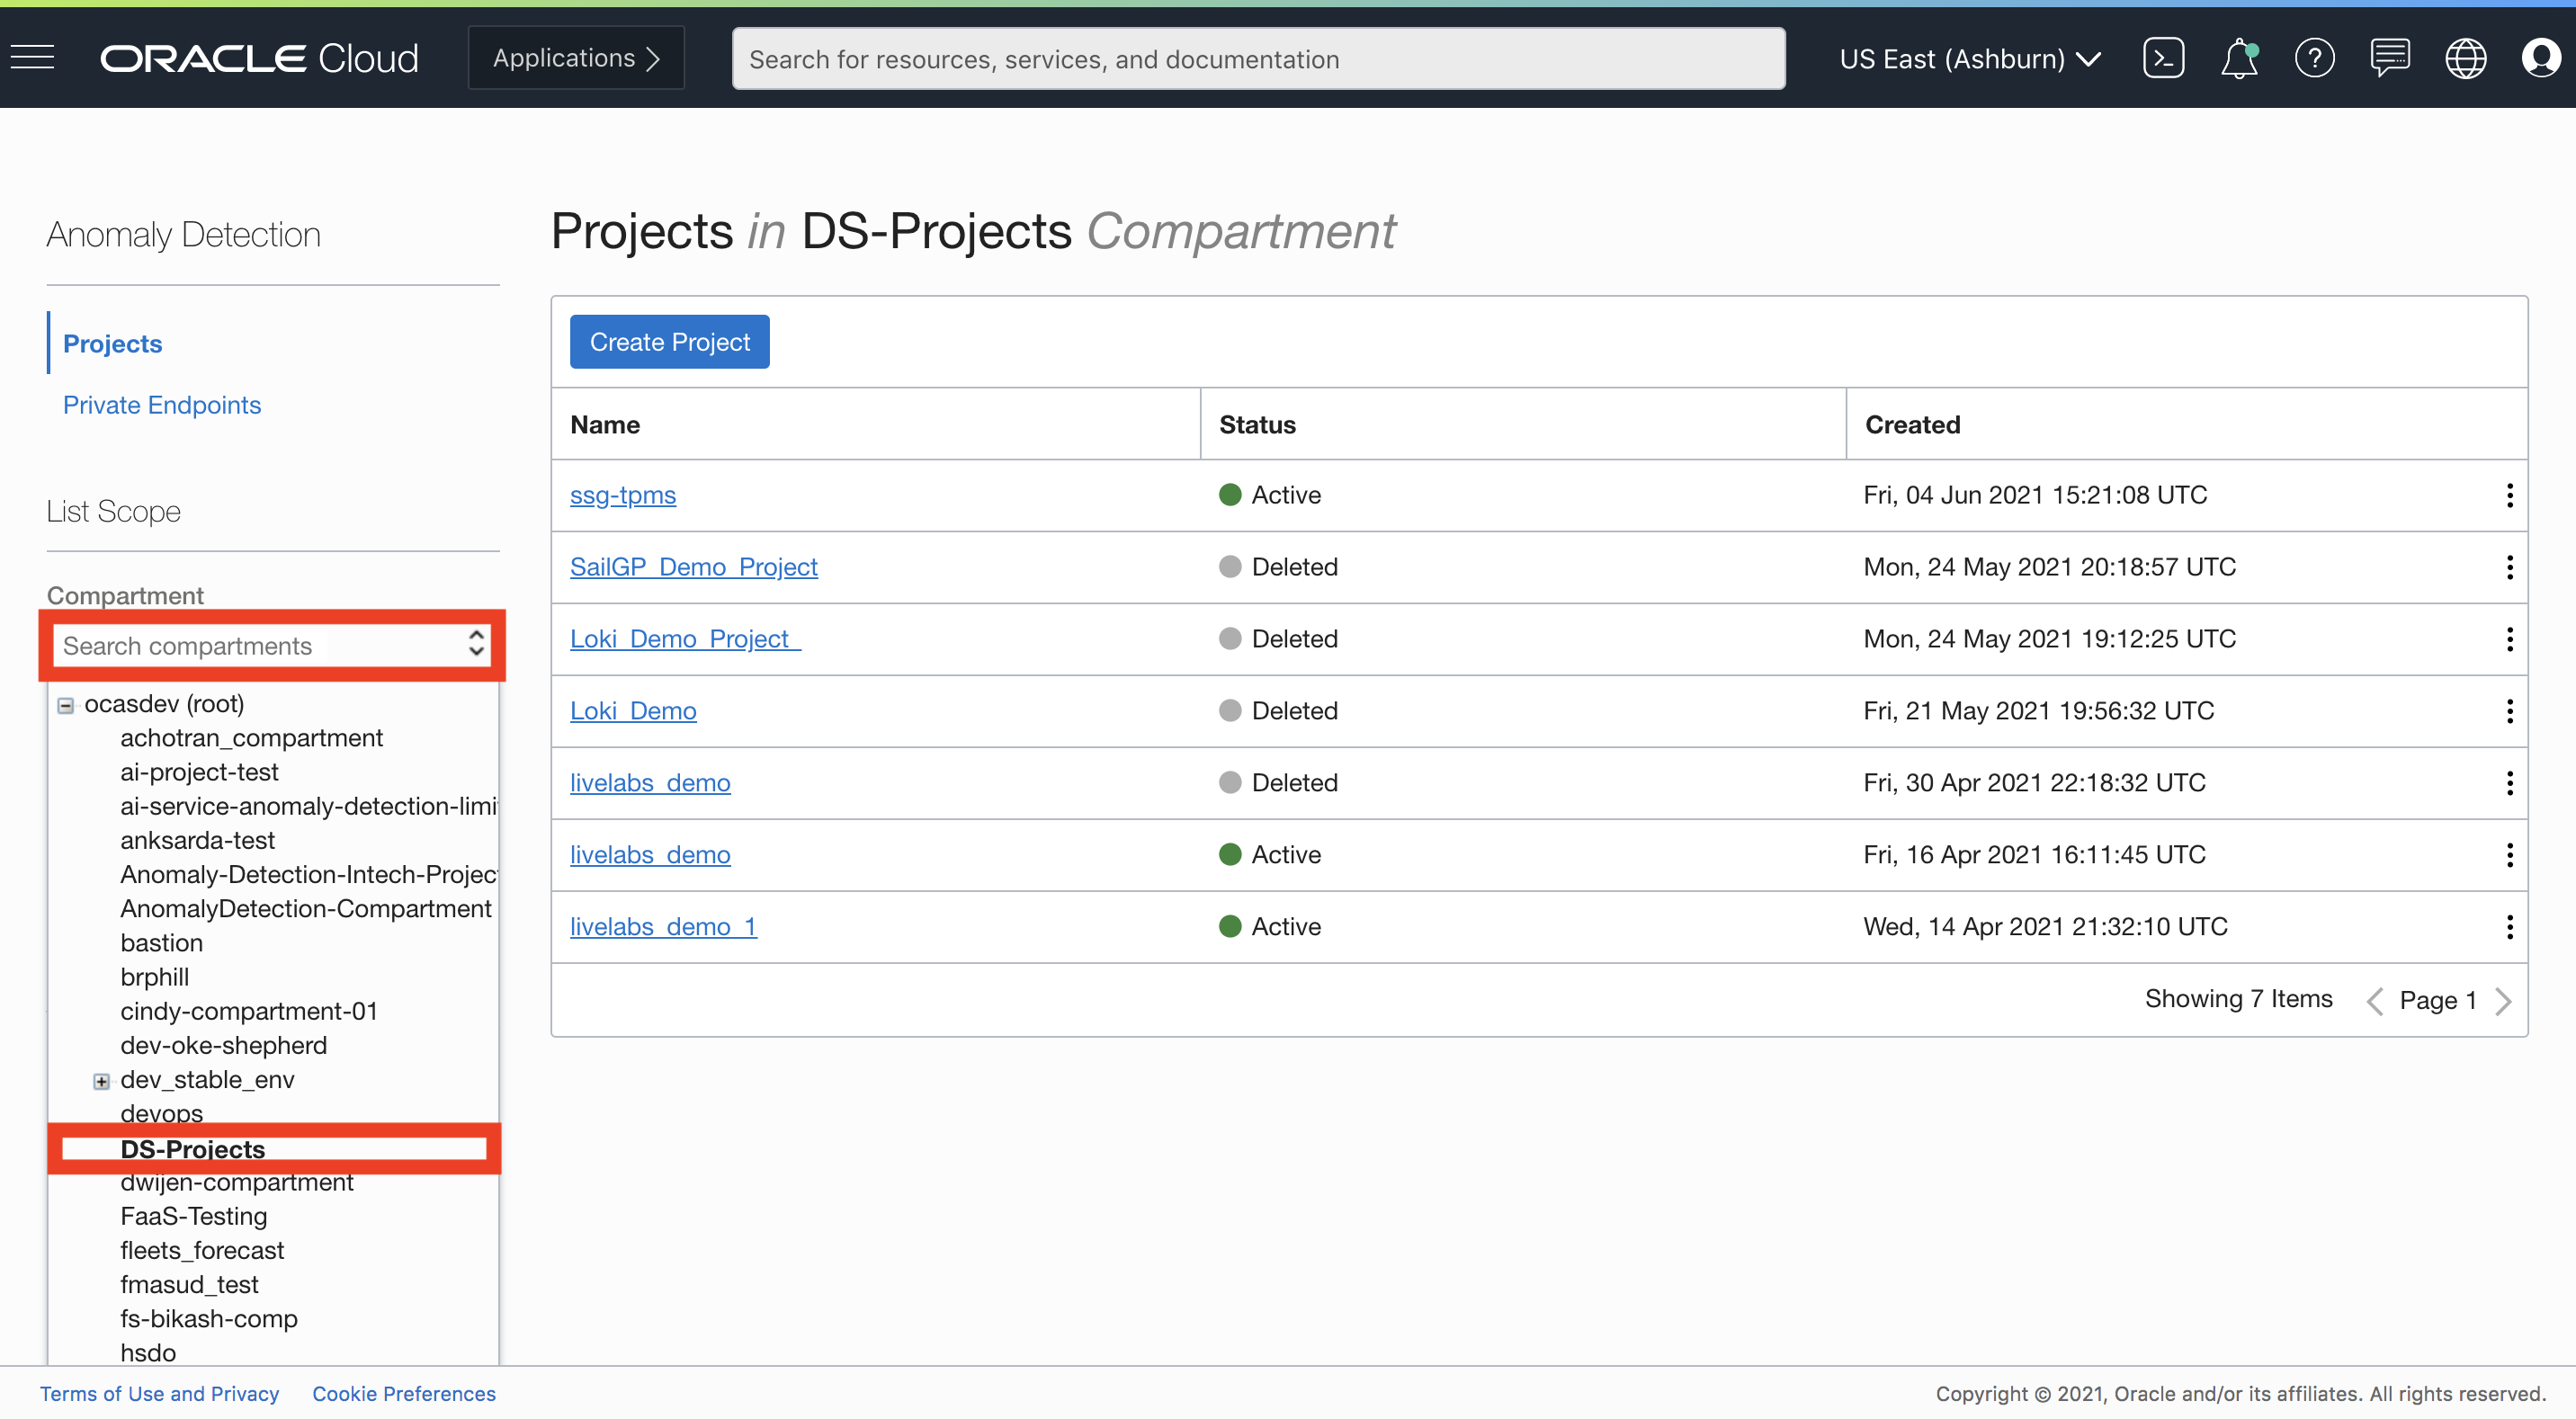 ORACLE Cloud
Applications
Search for resources, services, and documentation
US East (Ashburn)
Anomaly Detection
Projects
Private Endpoints
List Scope
Compartment
Search compartments
ocasdev (root)
achotran_compartment
ai-project-test
ai-service-anomaly-detection-limi
anksarda-test
Anomaly-Detection-Intech-Projec
AnomalyDetection-Compartment
bastion
brphill
cindy-compartment-01
dev-oke-shepherd
dev_stable_env
devops
DS-Projects
dwijen-compartment
FaaS-Testing
fleets_forecast
fmasud_test
fs-bikash-comp
hsdo
Projects in DS-Projects Compartment
Create Project
Name Status Created
ssg-tpms Active Fri, 04 Jun 2021 15:21:08 UTC
SailGP_Demo_Project Deleted Mon, 24 May 2021 20:18:57 UTC
Loki_Demo_Project_ Deleted Mon, 24 May 2021 19:12:25 UTC
Loki_Demo Deleted Fri, 21 May 2021 19:56:32 UTC
livelabs_demo Deleted Fri, 30 Apr 2021 22:18:32 UTC
livelabs_demo Active Fri, 16 Apr 2021 16:11:45 UTC
livelabs_demo_1 Active Wed, 14 Apr 2021 21:32:10 UTC
Showing 7 Items Page 1
Terms of Use and Privacy Cookie Preferences
Copyright © 2021, Oracle and/or its affiliates. All rights reserved.